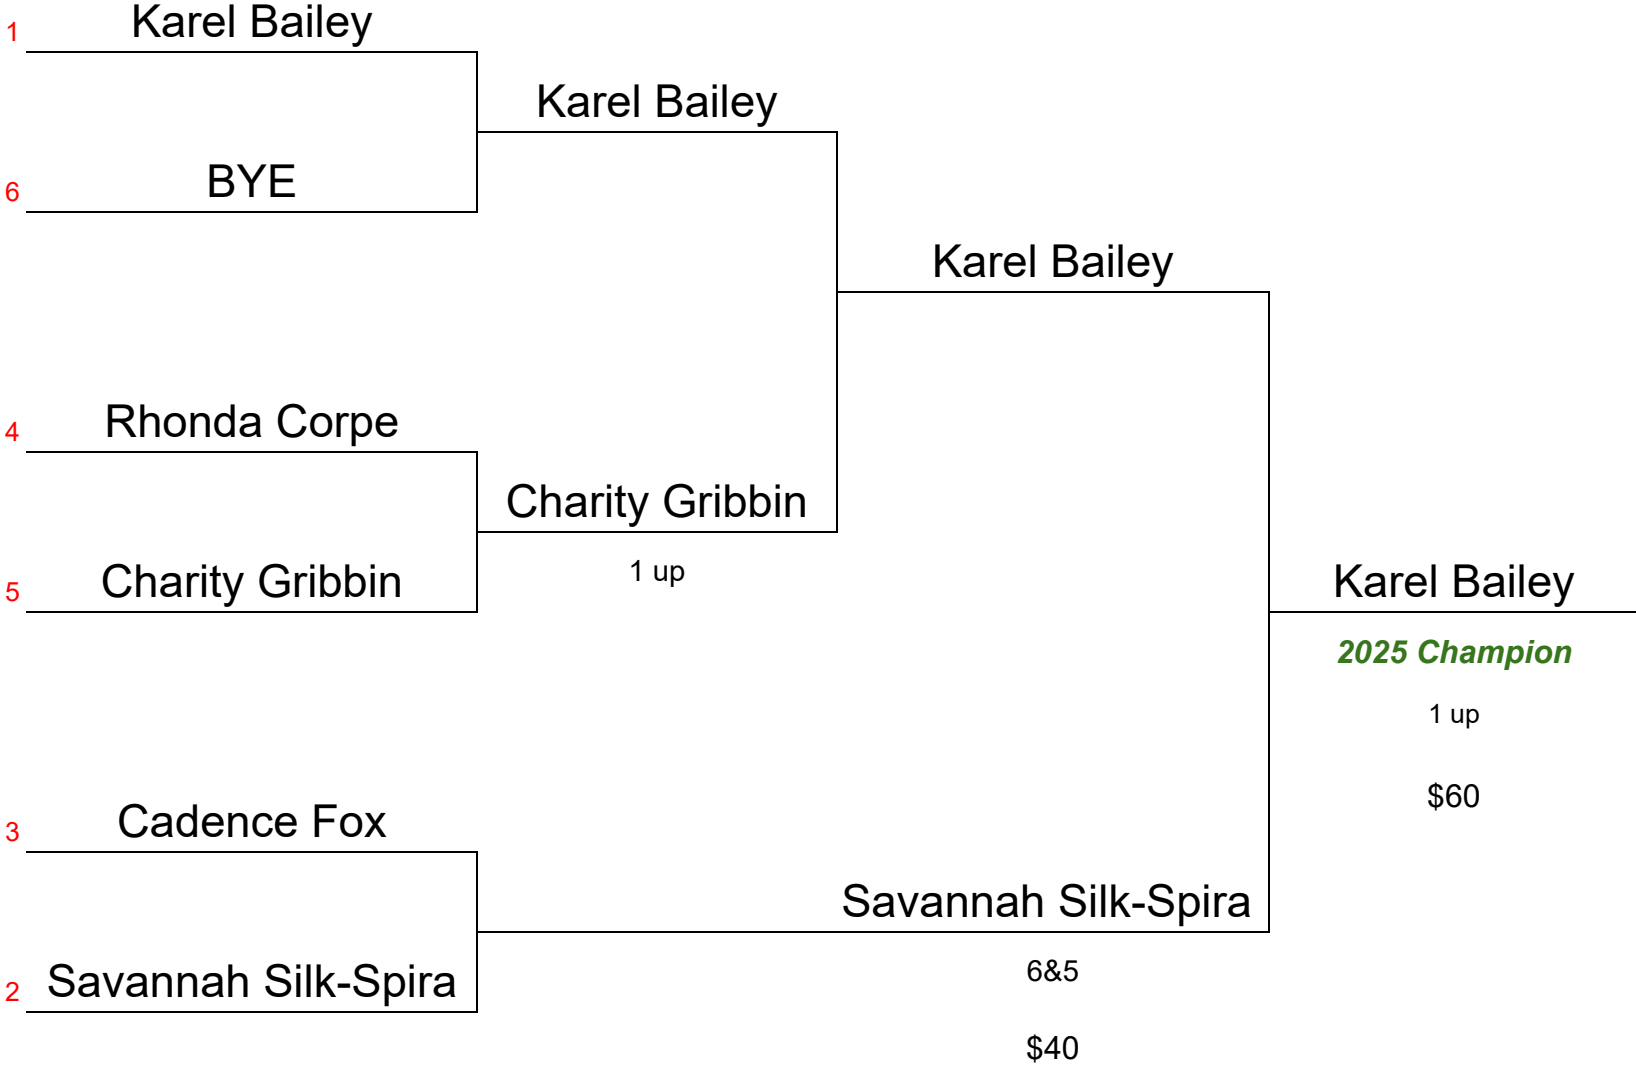 1 Karel Bailey
Karel Bailey
6 BYE
Karel Bailey
4 Rhonda Corpe
Charity Gribbin
1 up
5 Charity Gribbin
Karel Bailey
2025 Champion
1 up
$60
3 Cadence Fox
Savannah Silk-Spira
6&5
2 Savannah Silk-Spira
$40